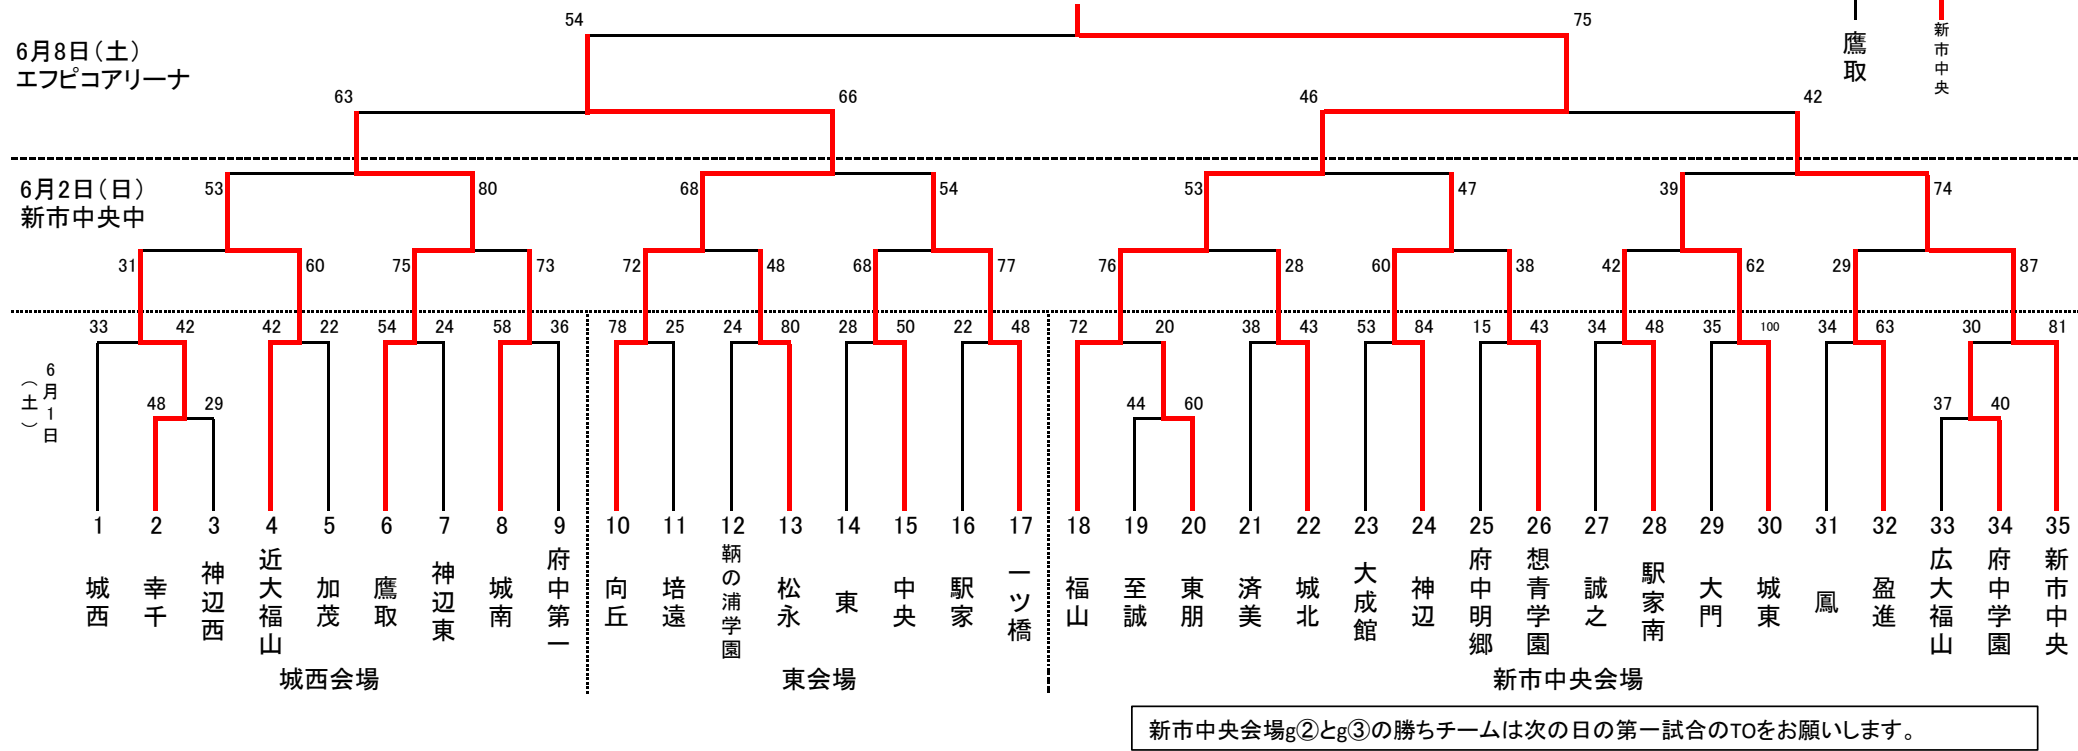 54 75
6月8日（土）
エフピコアリーナ
鷹取
新市中央
63 66 46 42
6月2日（日）
新市中央中
53 80 68 54 53 47 39 74
31 60 75 73 72 48 68 77 76 28 60 38 42 62 29 87
33 42 42 22 54 24 58 36 78 25 24 80 28 50 22 48 72 20 38 43 53 84 15 43 34 48 35 100 34 63 30 81
6月1日
（土）
48 29 44 60 37 40
1 2 3 4 5 6 7 8 9 10 11 12 13 14 15 16 17 18 19 20 21 22 23 24 25 26 27 28 29 30 31 32 33 34 35
城西
幸千
神辺西
近大福山
加茂
鷹取
神辺東
城南
府中第一
向丘
培遠
鞆の浦学園
松永
東
中央
駅家
一ツ橋
福山
至誠
東朋
済美
城北
大成館
神辺
府中明郷
想青学園
誠之
駅家南
大門
城東
鳳
盈進
広大福山
府中学園
新市中央
城西会場 東会場 新市中央会場
新市中央会場g②とg③の勝ちチームは次の日の第一試合のTOをお願いします。